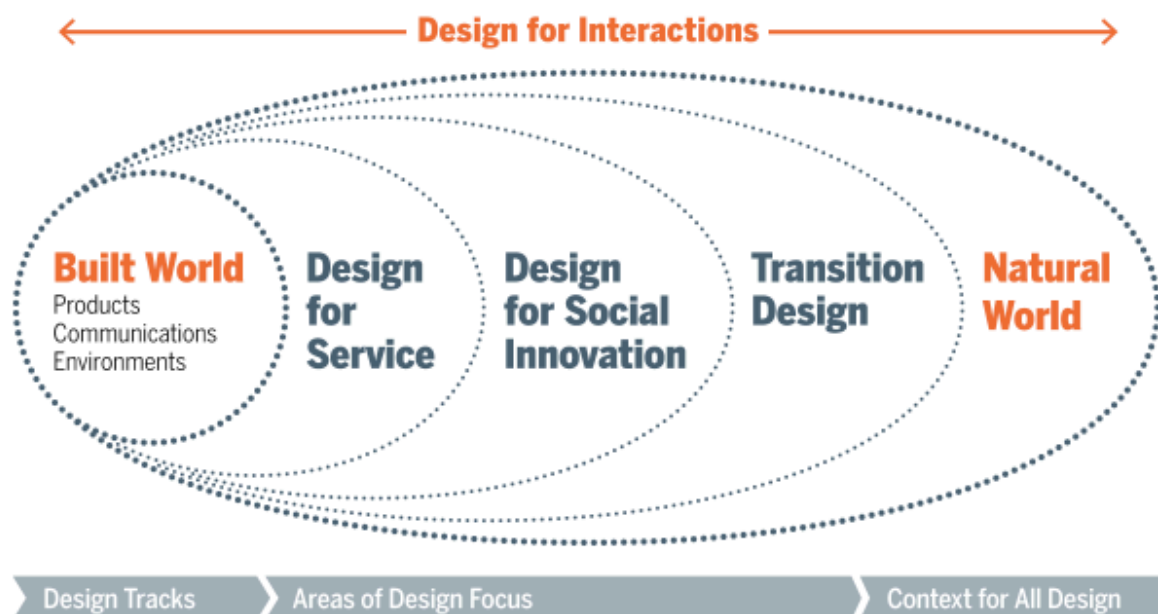 Design for Interactions
Built World
Products
Communications
Environments
Design
for
Service
Design
for Social
Innovation
Transition
Design
Natural
World
Design Tracks
Areas of Design Focus
Context for All Design